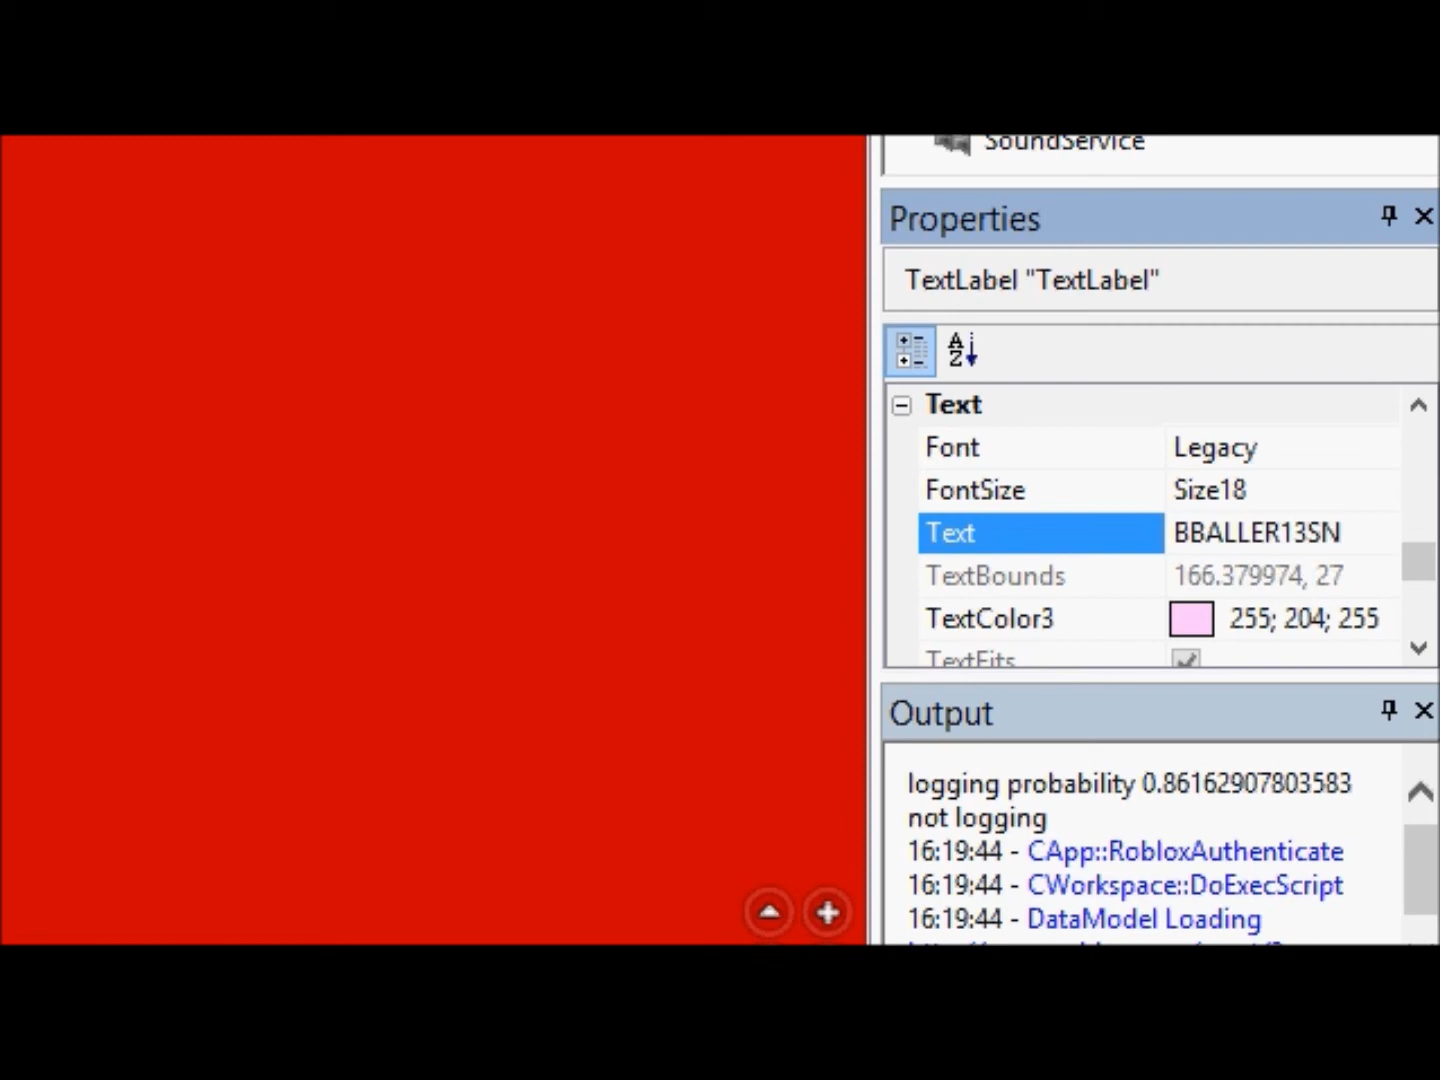 SoundService
Properties
TextLabel "TextLabel"
Text
Font Legacy
FontSize Size18
Text BBALLER13SN
TextBounds 166.379974, 27
TextColor3 255; 204; 255
TextFits
Output
logging probability 0.86162907803583
not logging
16:19:44 - CApp::RobloxAuthenticate
16:19:44 - CWorkspace::DoExecScript
16:19:44 - DataModel Loading